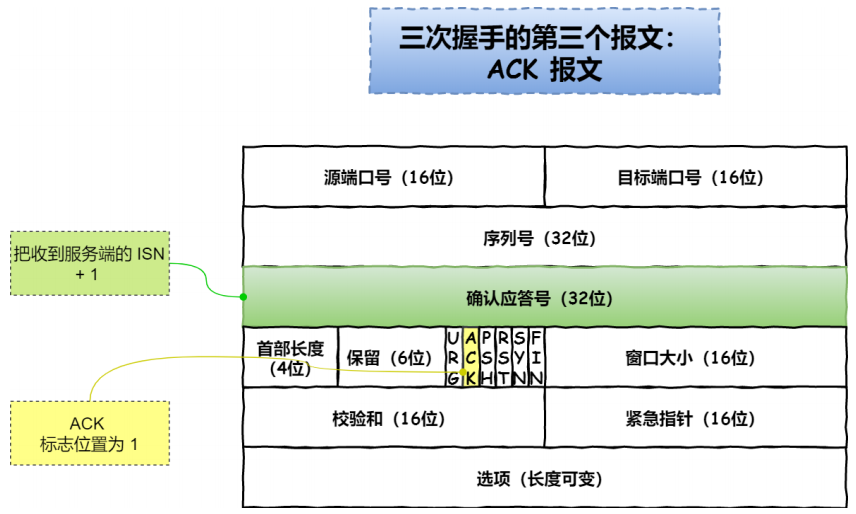 三次握手的第三个报文：
ACK 报文
源端口号（16位）
目标端口号（16位）
序列号（32位）
把收到服务端的 ISN
+ 1
确认应答号（32位）
首部长度
（4位）
保留（6位）
URG
ACK
PSH
RST
SYN
FIN
窗口大小（16位）
ACK
标志位置为 1
校验和（16位）
紧急指针（16位）
选项（长度可变）